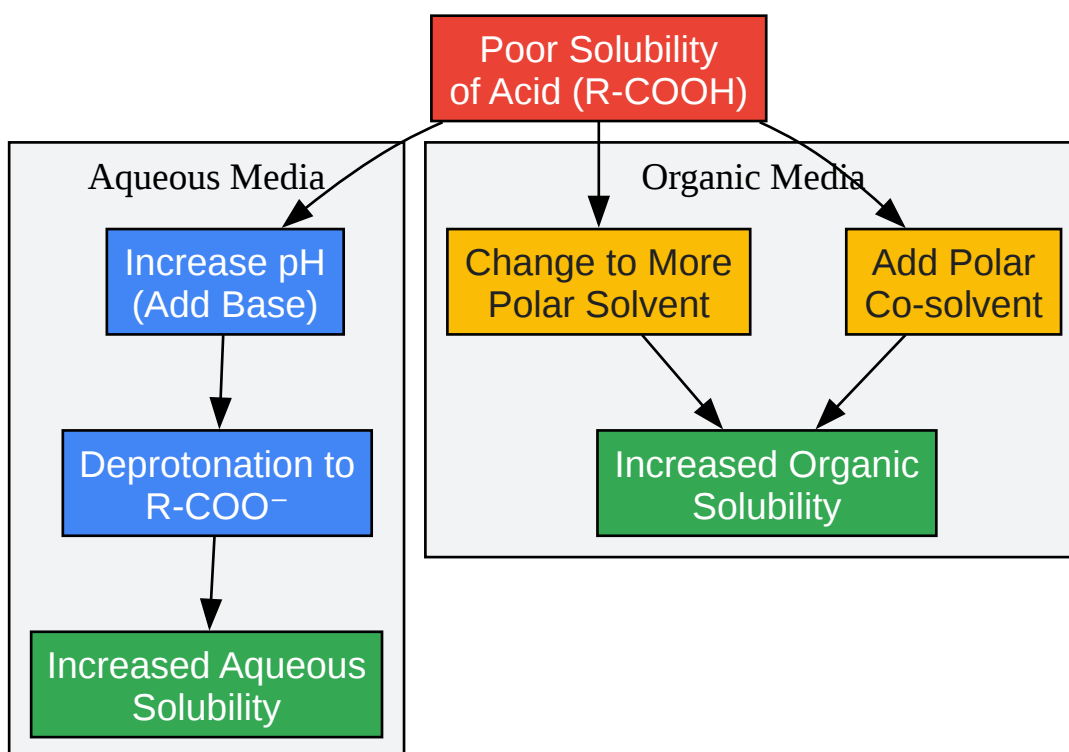 Poor Solubility
of Acid (R-COOH)
Aqueous Media
Organic Media
Increase pH
(Add Base)
Change to More
Polar Solvent
Add Polar
Co-solvent
Deprotonation to
R-COO⁻
Increased Organic
Solubility
Increased Aqueous
Solubility